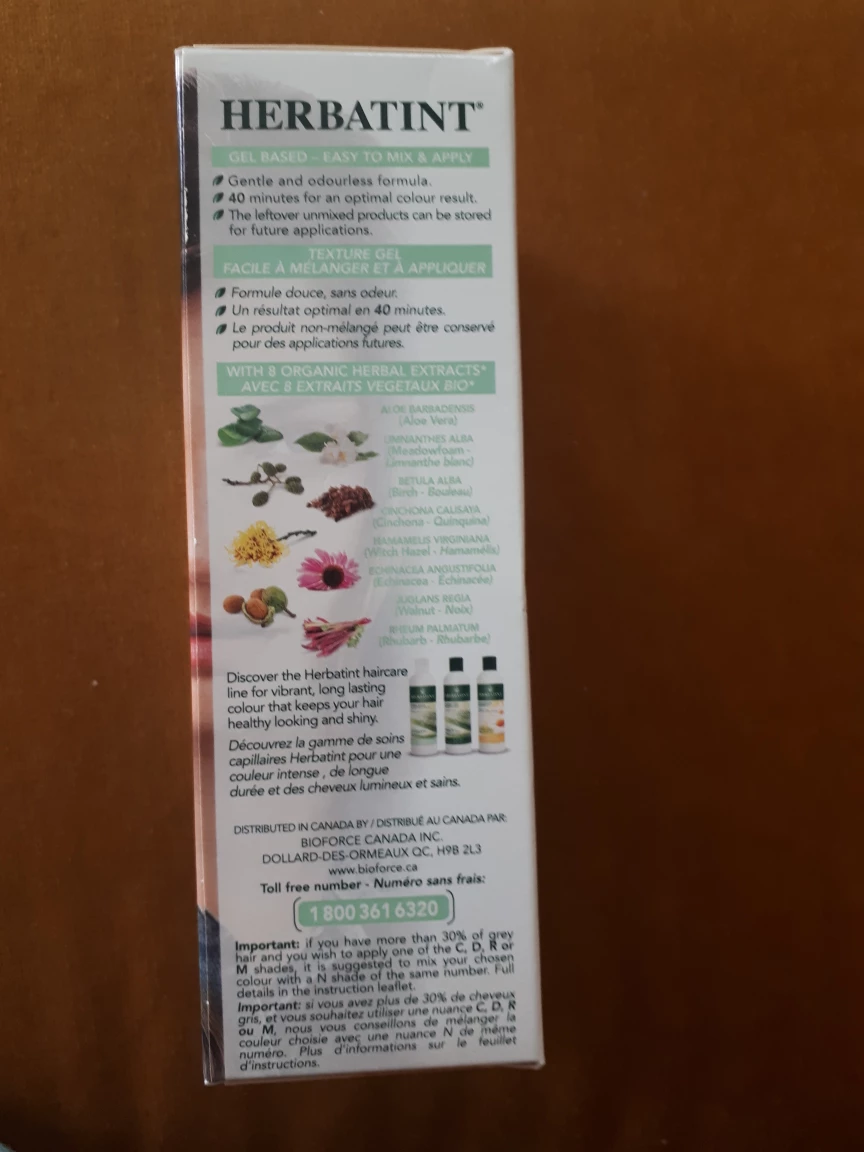 HERBATINT®
GEL BASED – EASY TO MIX & APPLY
Gentle and odourless formula.
40 minutes for an optimal colour result.
The leftover unmixed products can be stored
for future applications.
TEXTURE GEL
FACILE À MÉLANGER ET À APPLIQUER
Formule douce, sans odeur.
Un résultat optimal en 40 minutes.
Le produit non-mélangé peut être conservé
pour des applications futures.
WITH 8 ORGANIC HERBAL EXTRACTS*
AVEC 8 EXTRAITS VEGETAUX BIO*
ALOE BARBADENSIS
(Aloe Vera)
LIMNANTHES ALBA
(Meadowfoam -
Limnanthe blanc)
BETULA ALBA
(Birch - Bouleau)
CINCHONA CALISAYA
(Cinchona - Quinquina)
HAMAMELIS VIRGINIANA
(Witch Hazel - Hamamélis)
ECHINACEA ANGUSTIFOLIA
(Echinacea - Échinacée)
JUGLANS REGIA
(Walnut - Noix)
RHEUM PALMATUM
(Rhubarb - Rhubarbe)
Discover the Herbatint haircare
line for vibrant, long lasting
colour that keeps your hair
healthy looking and shiny.
HERBATINT HERBATINT HERBATINT
Découvrez la gamme de soins
capillaires Herbatint pour une
couleur intense , de longue
durée et des cheveux lumineux et sains.
DISTRIBUTED IN CANADA BY / DISTRIBUÉ AU CANADA PAR:
BIOFORCE CANADA INC.
DOLLARD-DES-ORMEAUX QC, H9B 2L3
www.bioforce.ca
Toll free number - Numéro sans frais:
1 800 361 6320
Important: if you have more than 30% of grey
hair and you wish to apply one of the C, D, R or
M shades, it is suggested to mix your chosen
colour with a N shade of the same number. Full
details in the instruction leaflet.
Important: si vous avez plus de 30% de cheveux
gris, et vous souhaitez utiliser une nuance C, D, R
ou M, nous vous conseillons de mélanger la
couleur choisie avec une nuance N de même
numéro. Plus d'informations sur le feuillet
d'instructions.